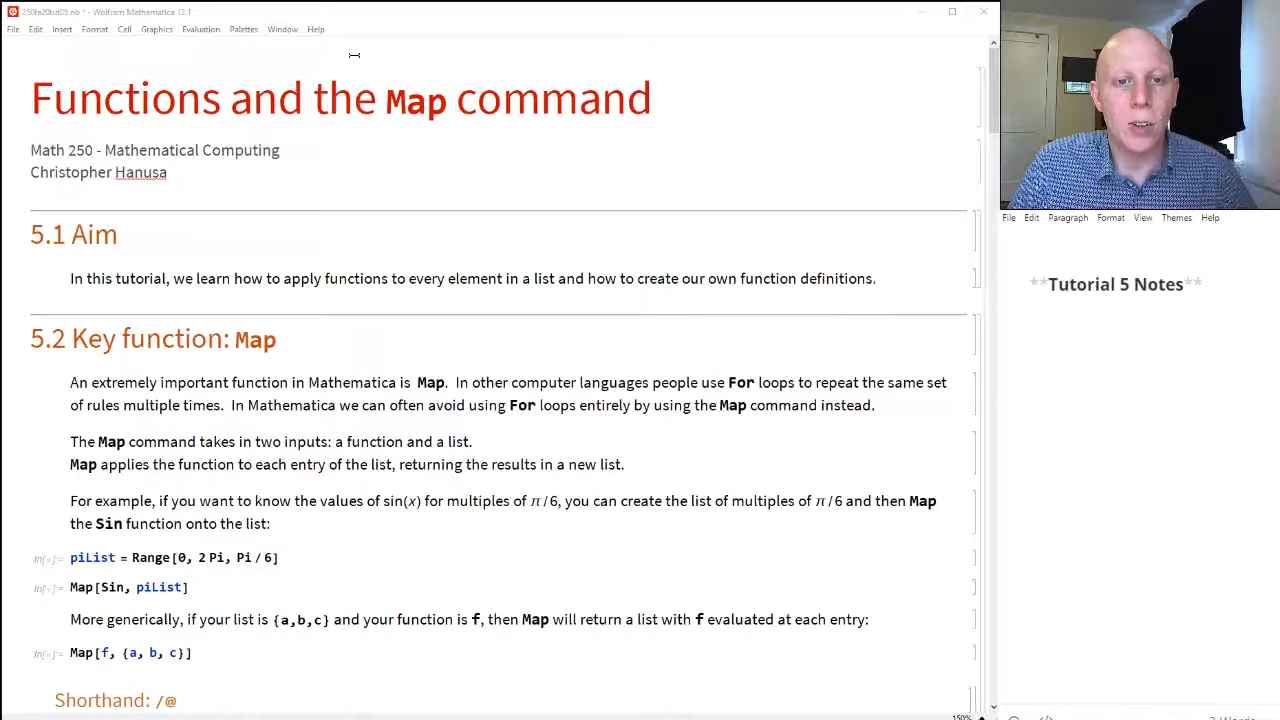 250fa20tut05.nb * - Wolfram Mathematica 12.1
File Edit Insert Format Cell Graphics Evaluation Palettes Window Help
Functions and the Map command
Math 250 - Mathematical Computing
Christopher Hanusa
5.1 Aim
In this tutorial, we learn how to apply functions to every element in a list and how to create our own function definitions.
5.2 Key function: Map
An extremely important function in Mathematica is Map. In other computer languages people use For loops to repeat the same set
of rules multiple times. In Mathematica we can often avoid using For loops entirely by using the Map command instead.
The Map command takes in two inputs: a function and a list.
Map applies the function to each entry of the list, returning the results in a new list.
For example, if you want to know the values of sin(x) for multiples of π/6, you can create the list of multiples of π/6 and then Map
the Sin function onto the list:
In[•]:= piList = Range[0, 2 Pi, Pi / 6]
In[•]:= Map[Sin, piList]
More generically, if your list is {a,b,c} and your function is f, then Map will return a list with f evaluated at each entry:
In[•]:= Map[f, {a, b, c}]
Shorthand: /@
150%
File Edit Paragraph Format View Themes Help
**Tutorial 5 Notes**